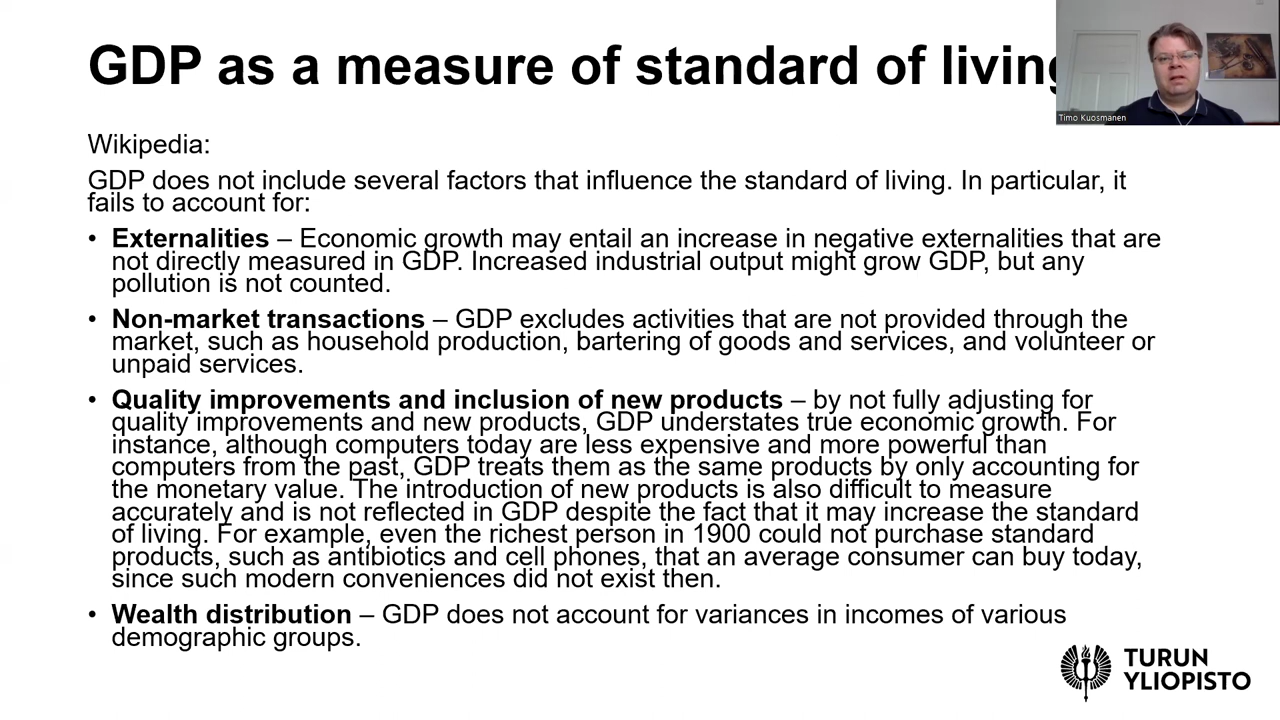 GDP as a measure of standard of living
Timo Kuosmanen
Wikipedia:
GDP does not include several factors that influence the standard of living. In particular, it
fails to account for:
• Externalities – Economic growth may entail an increase in negative externalities that are
not directly measured in GDP. Increased industrial output might grow GDP, but any
pollution is not counted.
• Non-market transactions – GDP excludes activities that are not provided through the
market, such as household production, bartering of goods and services, and volunteer or
unpaid services.
• Quality improvements and inclusion of new products – by not fully adjusting for
quality improvements and new products, GDP understates true economic growth. For
instance, although computers today are less expensive and more powerful than
computers from the past, GDP treats them as the same products by only accounting for
the monetary value. The introduction of new products is also difficult to measure
accurately and is not reflected in GDP despite the fact that it may increase the standard
of living. For example, even the richest person in 1900 could not purchase standard
products, such as antibiotics and cell phones, that an average consumer can buy today,
since such modern conveniences did not exist then.
• Wealth distribution – GDP does not account for variances in incomes of various
demographic groups.
TURUN
YLIOPISTO